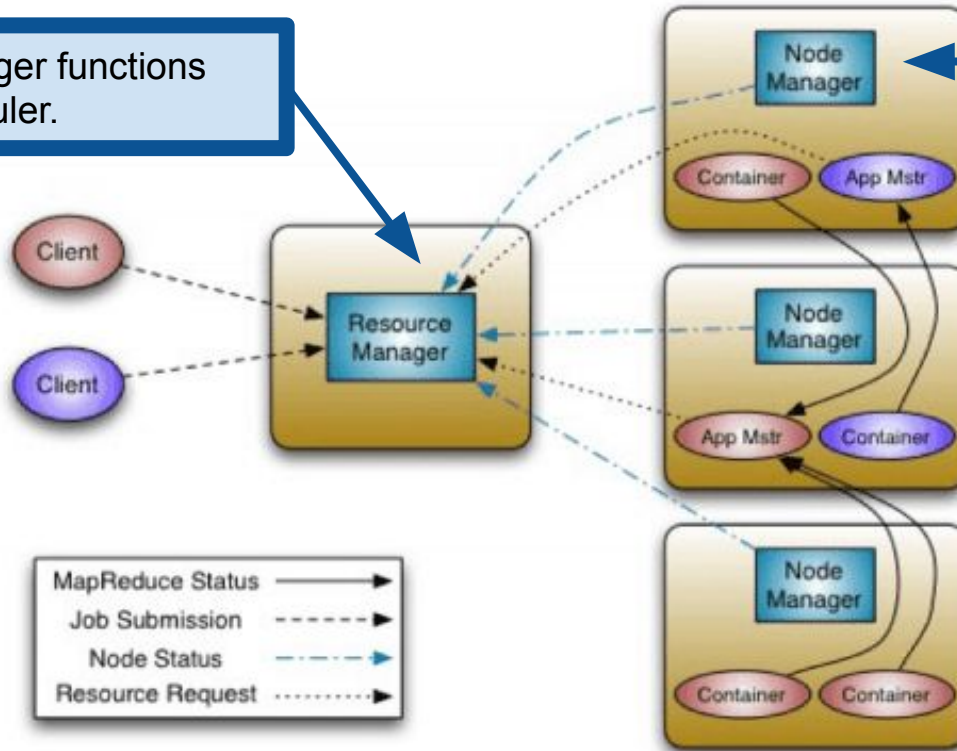 ger functions
uler.
Client
Client
Resource
Manager
Node
Manager
Container
App Mstr
Node
Manager
App Mstr
Container
Node
Manager
Container
Container
MapReduce Status
Job Submission
Node Status
Resource Request